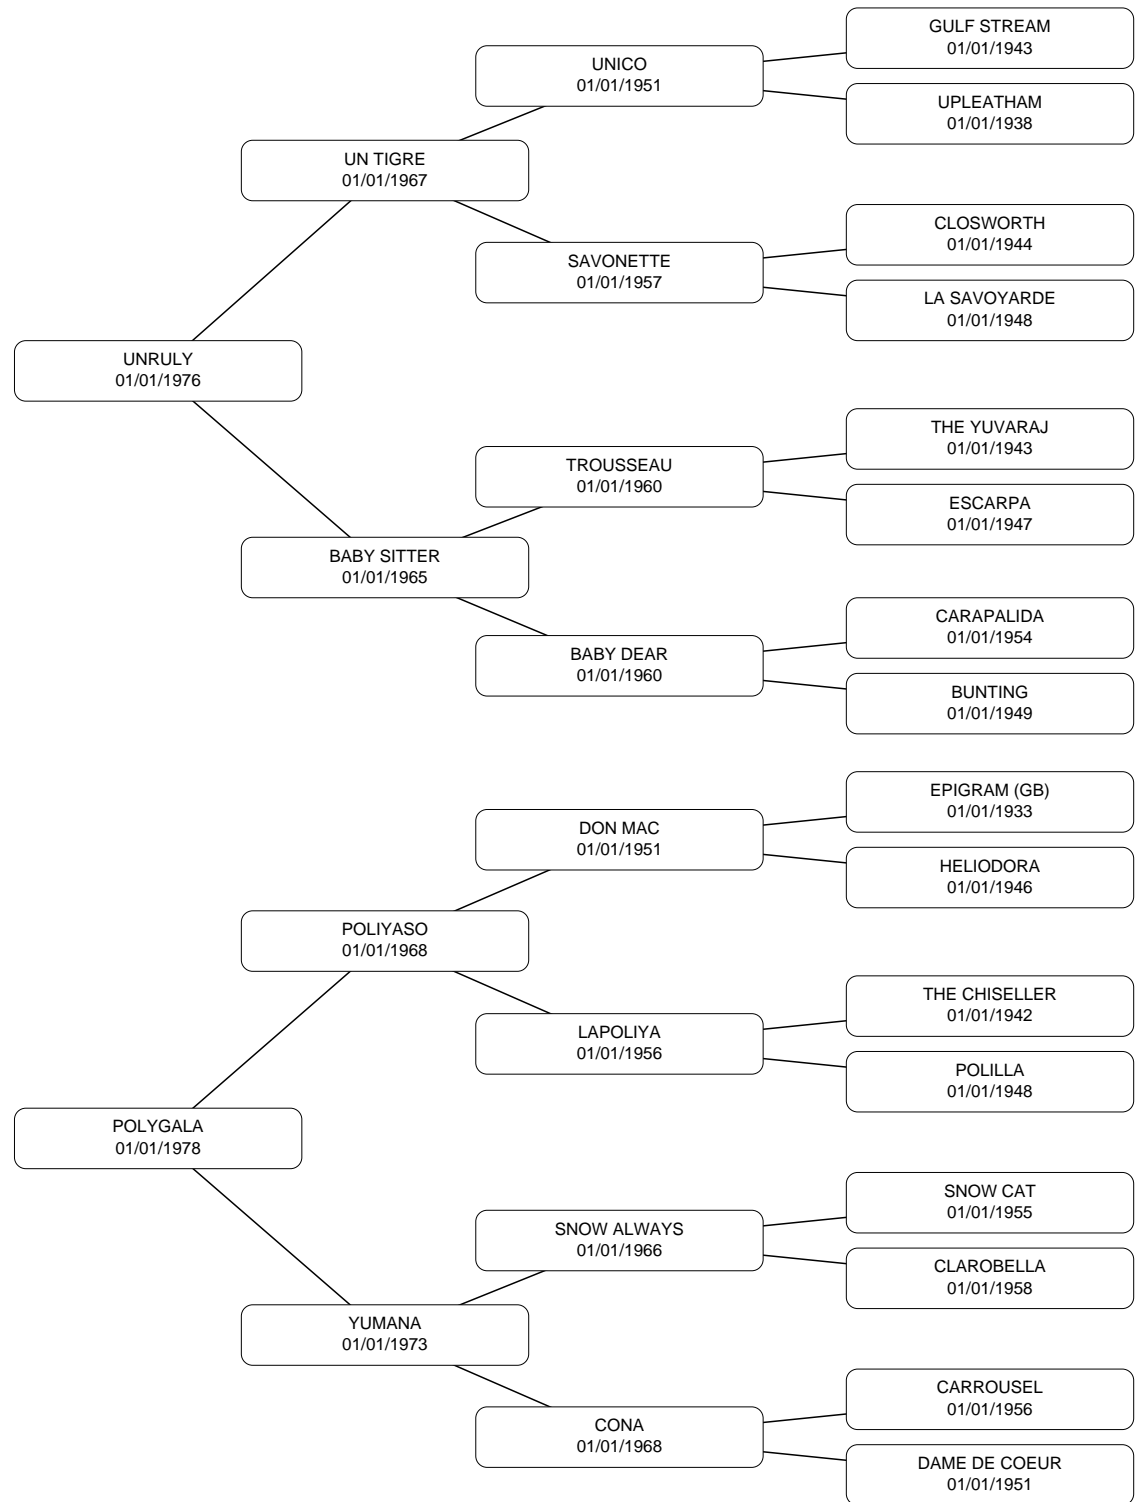 GULF STREAM
01/01/1943
UNICO
01/01/1951
UPLEATHAM
01/01/1938
UN TIGRE
01/01/1967
CLOSWORTH
01/01/1944
SAVONETTE
01/01/1957
LA SAVOYARDE
01/01/1948
UNRULY
01/01/1976
THE YUVARAJ
01/01/1943
TROUSSEAU
01/01/1960
ESCARPA
01/01/1947
BABY SITTER
01/01/1965
CARAPALIDA
01/01/1954
BABY DEAR
01/01/1960
BUNTING
01/01/1949
EPIGRAM (GB)
01/01/1933
DON MAC
01/01/1951
HELIODORA
01/01/1946
POLIYASO
01/01/1968
THE CHISELLER
01/01/1942
LAPOLIYA
01/01/1956
POLILLA
01/01/1948
POLYGALA
01/01/1978
SNOW CAT
01/01/1955
SNOW ALWAYS
01/01/1966
CLAROBELLA
01/01/1958
YUMANA
01/01/1973
CARROUSEL
01/01/1956
CONA
01/01/1968
DAME DE COEUR
01/01/1951